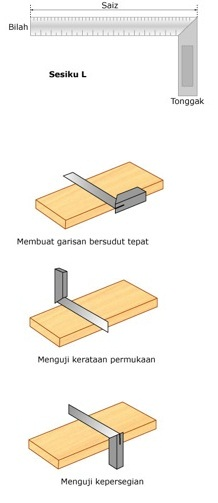 Saiz
Bilah
Sesiku L
Tonggak
Membuat garisan bersudut tepat
Menguji kerataan permukaan
Menguji kepersegian